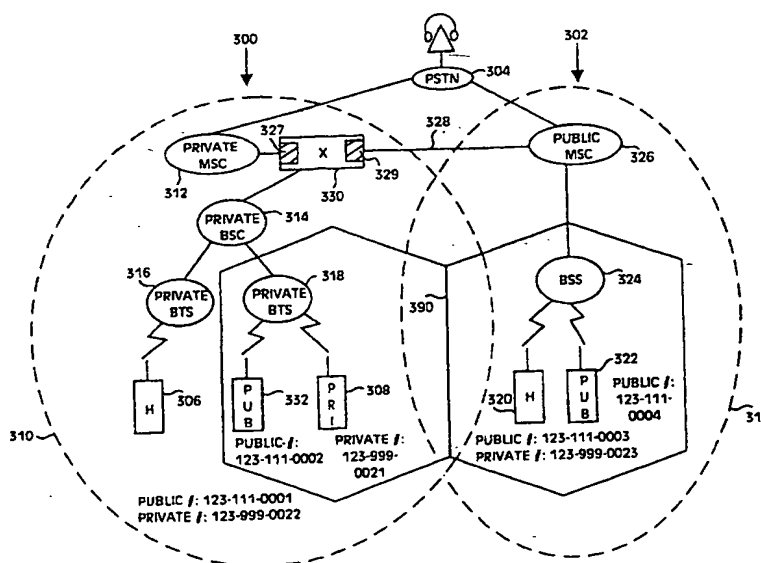 300
302
PSTN
304
PRIVATE
MSC
312
327
X
329
330
328
PUBLIC
MSC
326
PRIVATE
BSC
314
316
PRIVATE
BTS
318
PRIVATE
BTS
390
BSS
324
H
306
P
U
B
332
P
R
I
308
320
H
P
U
B
322
PUBLIC #:
123-111
-0004
310
31
PUBLIC #:
123-111-0002
PRIVATE #:
123-999-
0021
PUBLIC #: 123-111-0003
PRIVATE #: 123-999-0023
PUBLIC #: 123-111-0001
PRIVATE #: 123-999-0022